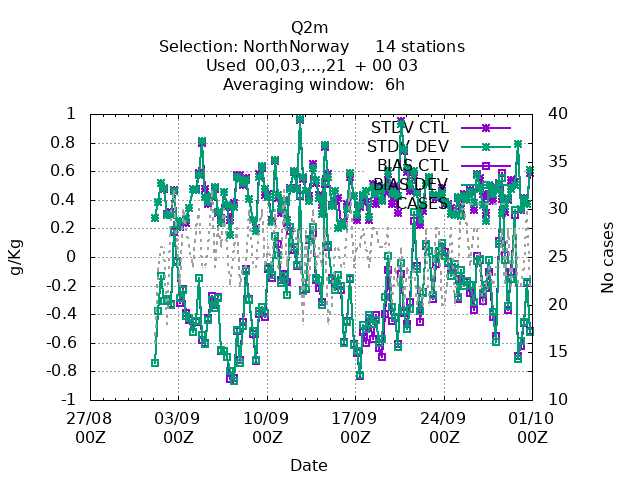 Q2m
Selection: NorthNorway 14 stations
Used 00,03,...,21 + 00 03
Averaging window: 6h
1
0.8
0.6
0.4
0.2
0
-0.2
-0.4
-0.6
-0.8
-1
g/Kg
40
35
30
25
20
15
10
No cases
STDV CTL
STDV DEV
BIAS CTL
BIAS DEV
CASES
27/08 03/09 10/09 17/09 24/09 01/10
00Z 00Z 00Z 00Z 00Z 00Z
Date